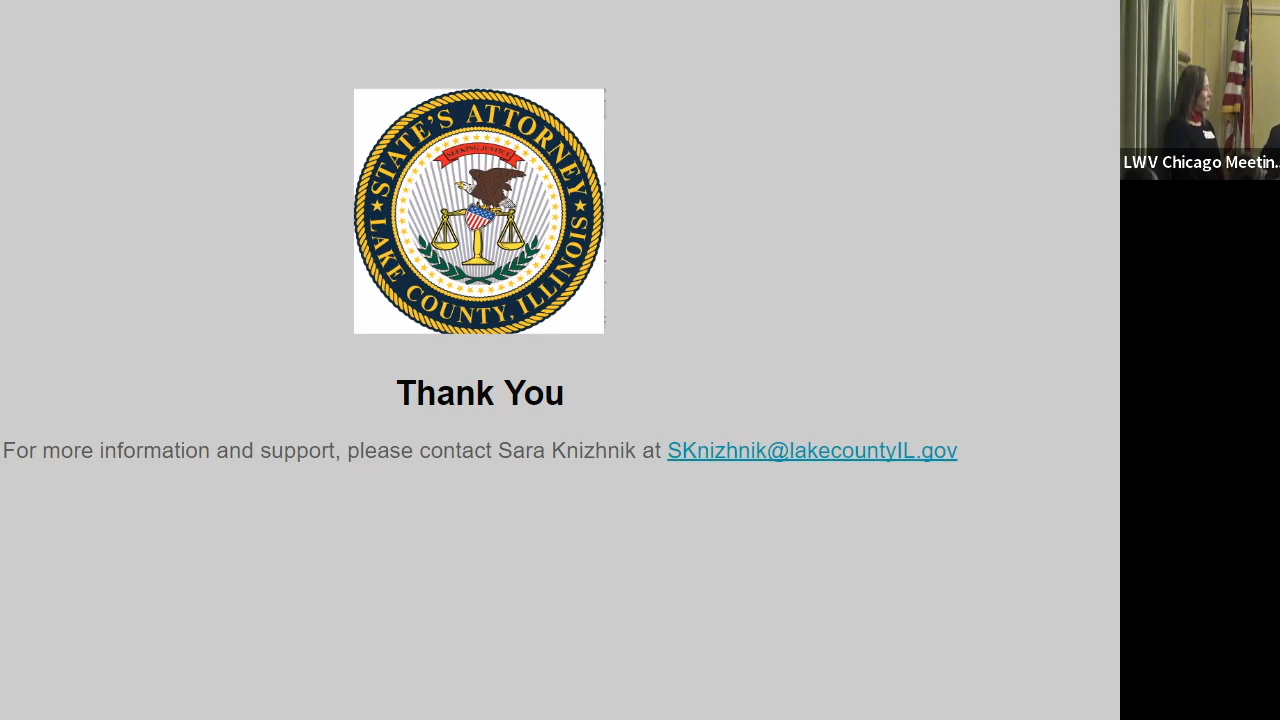 STATE'S ATTORNEY
SEEKING JUSTICE
LAKE COUNTY, ILLINOIS
Thank You
For more information and support, please contact Sara Knizhnik at SKnizhnik@lakecountyIL.gov
LWV Chicago Meetin...